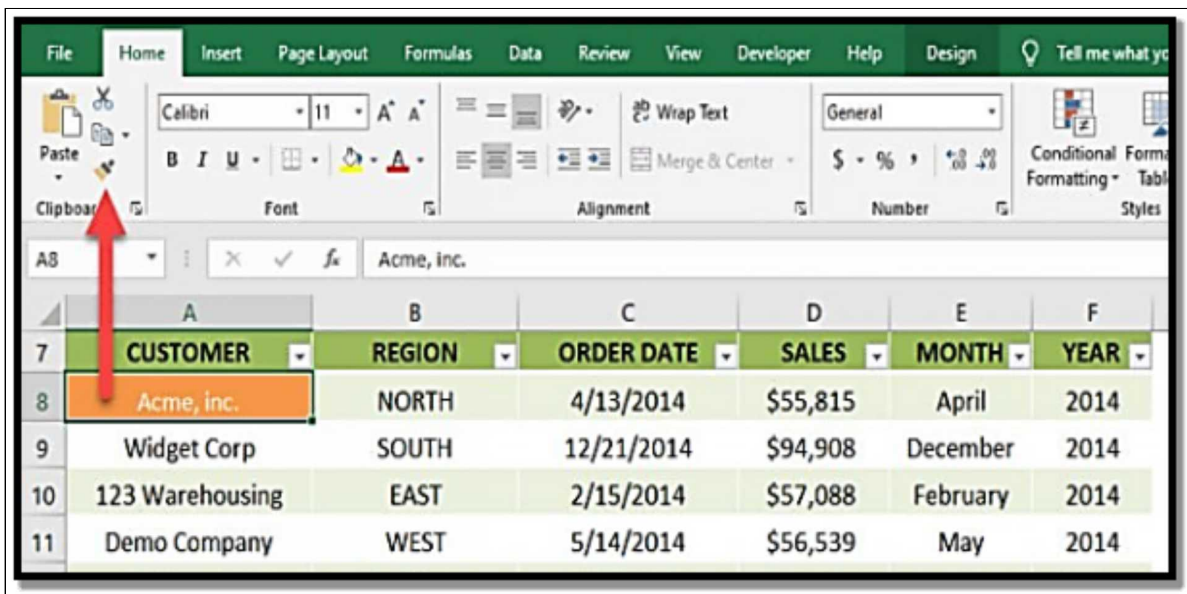 File Home Insert Page Layout Formulas Data Review View Developer Help Design Tell me what
Calibri 11 A A ab Wrap Text General
Paste B I U A Merge & Center $ % , Conditional
Formatting
Font Alignment Number Styles
A8 fx Acme, inc.
A B C D E F
7 CUSTOMER REGION ORDER DATE SALES MONTH YEAR
8 Acme, inc. NORTH 4/13/2014 $55,815 April 2014
9 Widget Corp SOUTH 12/21/2014 $94,908 December 2014
10 123 Warehousing EAST 2/15/2014 $57,088 February 2014
11 Demo Company WEST 5/14/2014 $56,539 May 2014